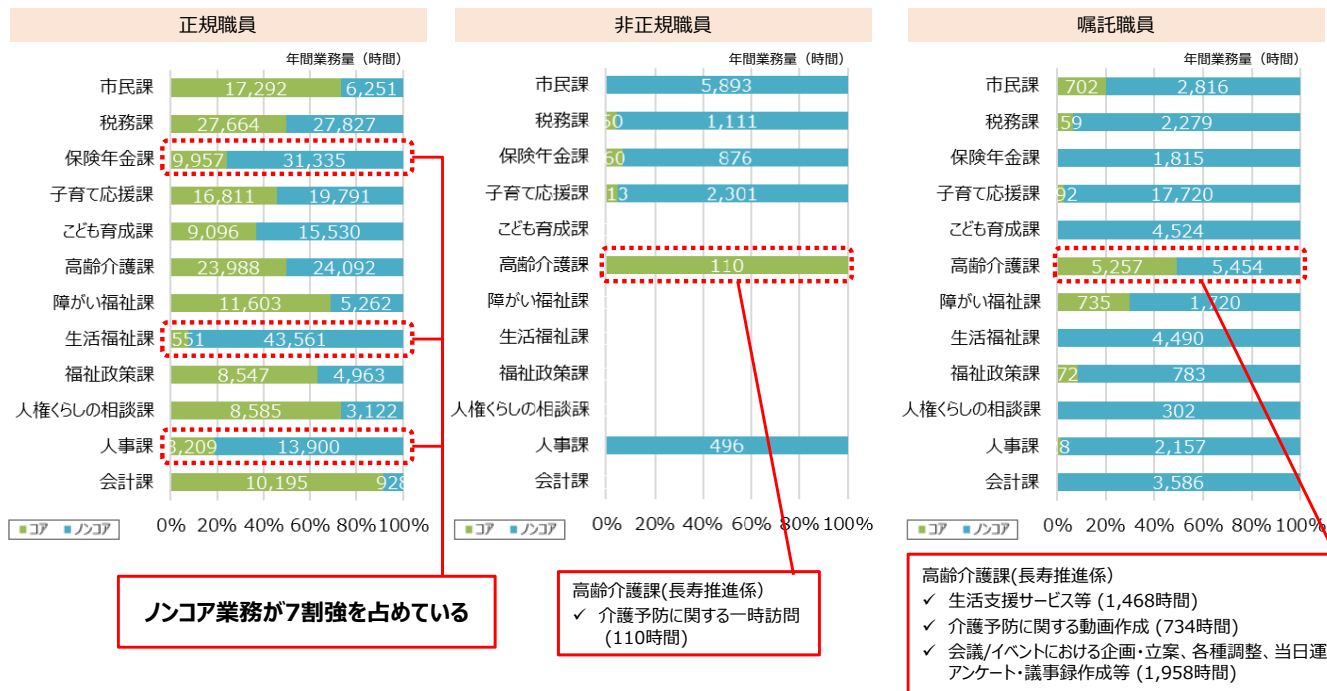 正規職員
年間業務量（時間）
市民課 17,292 6,251
税務課 27,664 27,827
保険年金課 9,957 31,335
子育て応援課 16,811 19,791
こども育成課 9,096 15,530
高齢介護課 23,988 24,092
障がい福祉課 11,603 5,262
生活福祉課 551 43,561
福祉政策課 8,547 4,963
人権くらしの相談課 8,585 3,122
人事課 3,209 13,900
会計課 10,195 928
0% 20% 40% 60% 80% 100%
コア ノンコア
ノンコア業務が7割強を占めている
非正規職員
年間業務量（時間）
市民課 5,893
税務課 1,111
保険年金課 876
子育て応援課 2,301
こども育成課
高齢介護課 110
障がい福祉課
生活福祉課
福祉政策課
人権くらしの相談課
人事課 496
会計課
0% 20% 40% 60% 80% 100%
高齢介護課(長寿推進係)
✓ 介護予防に関する一時訪問
(110時間)
嘱託職員
年間業務量（時間）
市民課 702 2,816
税務課 2,279
保険年金課 1,815
子育て応援課 17,720
こども育成課 4,524
高齢介護課 5,257 5,454
障がい福祉課 735 1,720
生活福祉課 4,490
福祉政策課 72 783
人権くらしの相談課 302
人事課 2,157
会計課 3,586
コア ノンコア
0% 20% 40% 60% 80% 100%
高齢介護課(長寿推進係)
✓ 生活支援サービス等 (1,468時間)
✓ 介護予防に関する動画作成 (734時間)
✓ 会議/イベントにおける企画・立案、各種調整、当日運
アンケート・議事録作成等 (1,958時間)